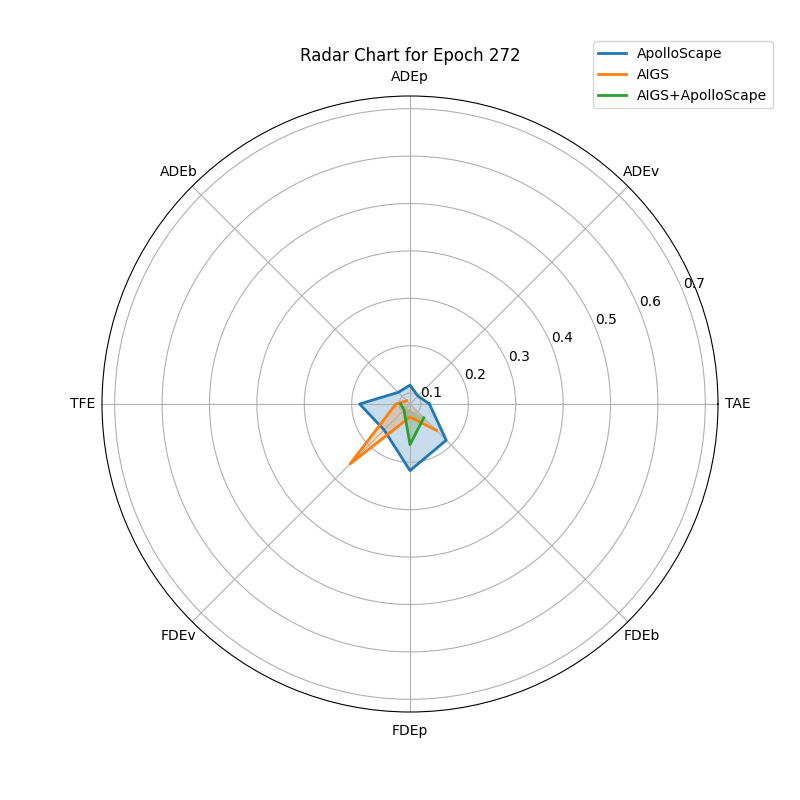 Radar Chart for Epoch 272
ApolloScape
AIGS
AIGS+ApolloScape
ADEp
ADEb
ADEv
TFE
TAE
FDEv
FDEb
FDEp
0.1
0.2
0.3
0.4
0.5
0.6
0.7